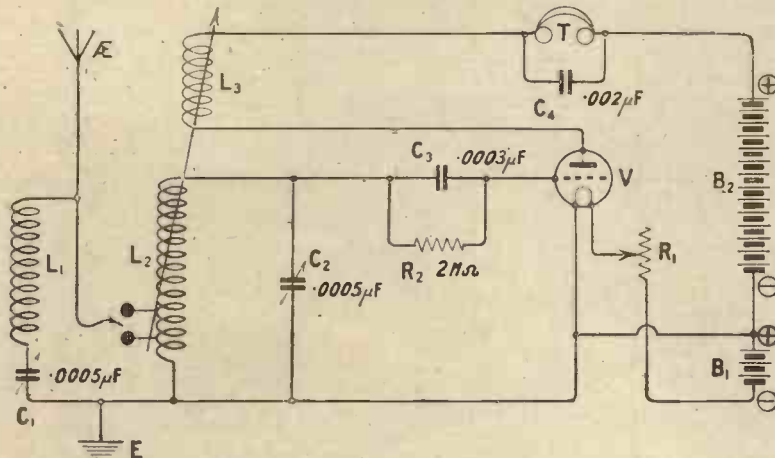 Æ
T
L₃
C₄
.002μF
+
C₃ .0003μF
V
B₂
L₁
L₂
C₂
.0005μF
R₂ 2MΩ
R₁
−
+
.0005μF
C₁
B₁
−
E